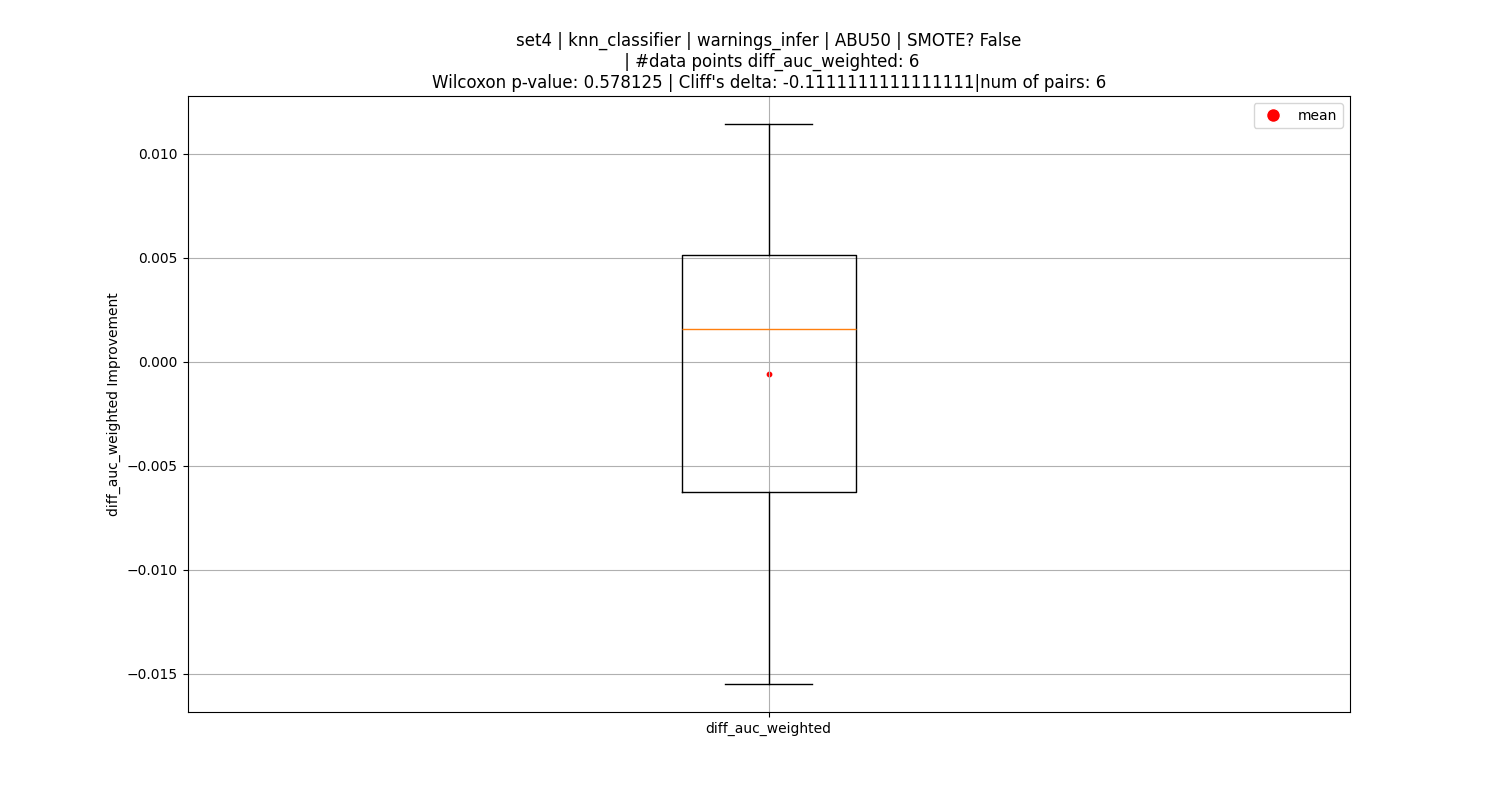 set4 | knn_classifier | warnings_infer | ABU50 | SMOTE? False
| #data points diff_auc_weighted: 6
Wilcoxon p-value: 0.578125 | Cliff's delta: -0.1111111111111111|num of pairs: 6
mean
0.010
0.005
0.000
−0.005
−0.010
−0.015
diff_auc_weighted Improvement
diff_auc_weighted